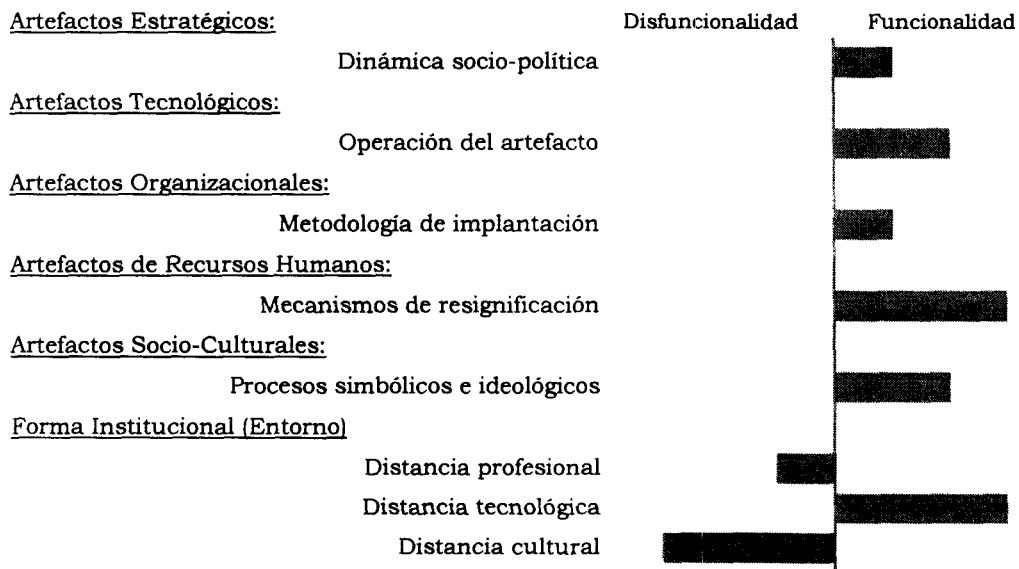 Artefactos Estratégicos: Disfuncionalidad Funcionalidad
Dinámica socio-política
Artefactos Tecnológicos:
Operación del artefacto
Artefactos Organizacionales:
Metodología de implantación
Artefactos de Recursos Humanos:
Mecanismos de resignificación
Artefactos Socio-Culturales:
Procesos simbólicos e ideológicos
Forma Institucional (Entorno)
Distancia profesional
Distancia tecnológica
Distancia cultural